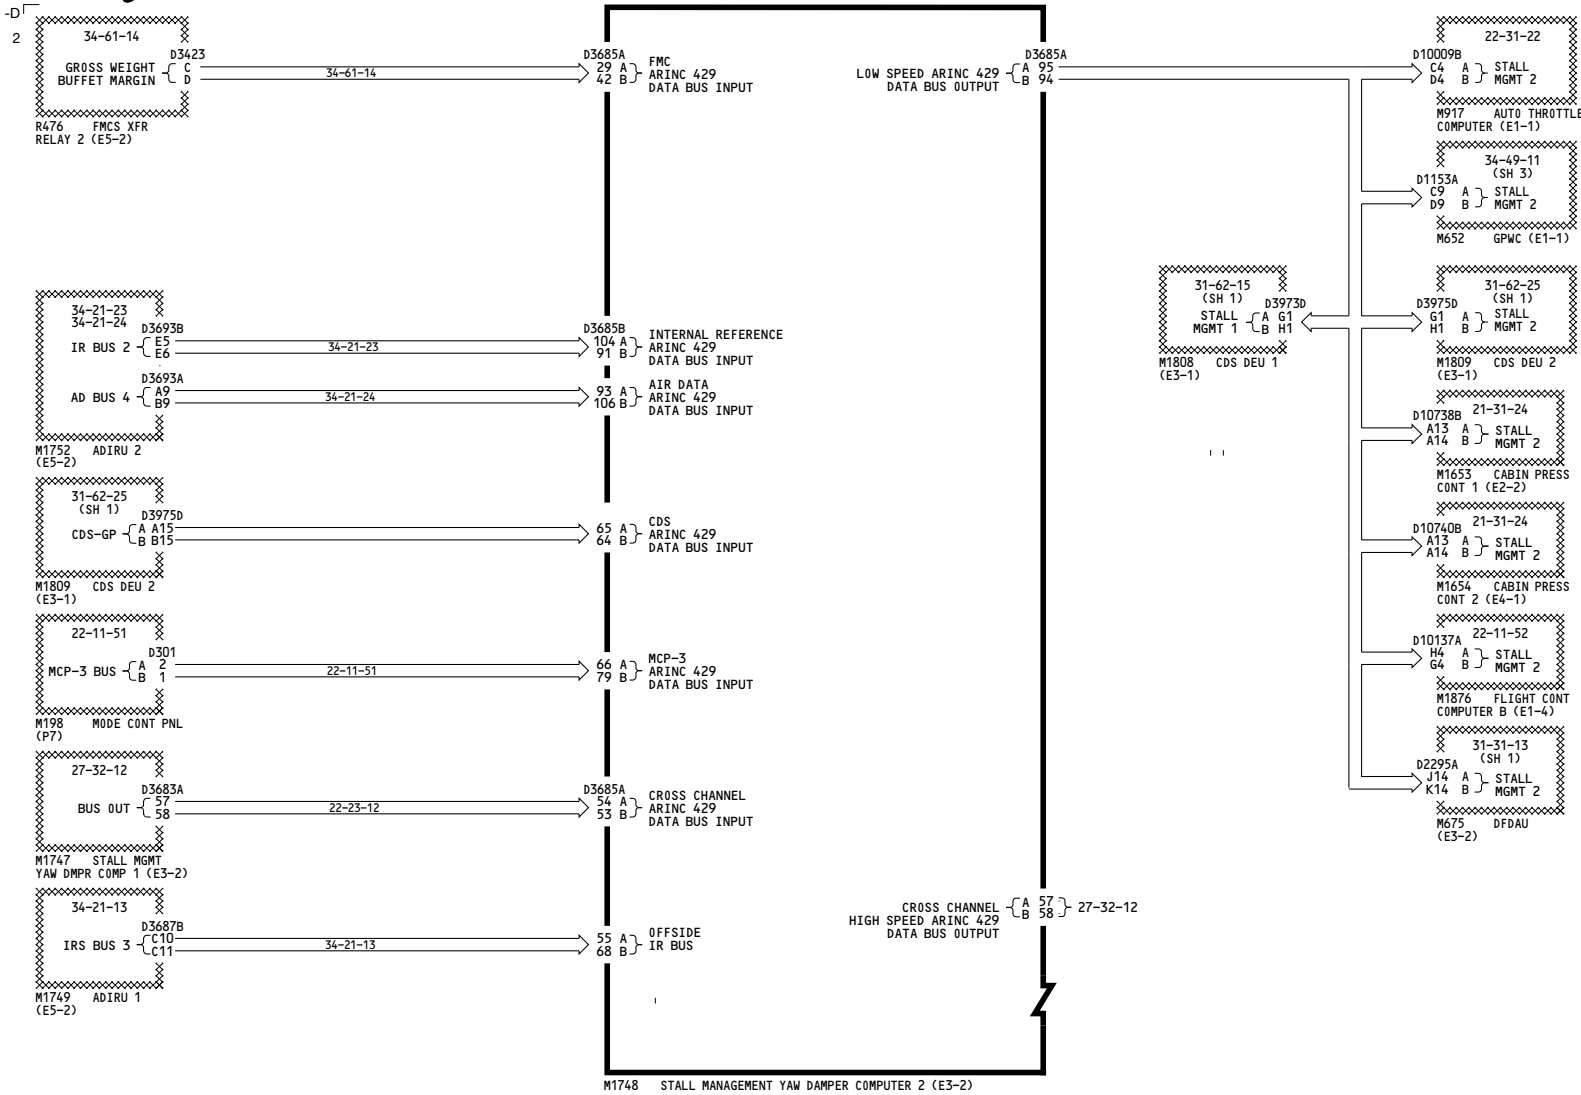 -D
2
34-61-14
D3423
GROSS WEIGHT
BUFFET MARGIN
C
D
R476 FMCS XFR
RELAY 2 (E5-2)
34-61-14
34-21-23
34-21-24
D3693B
IR BUS 2
E5
E6
34-21-23
D3693A
AD BUS 4
A9
B9
34-21-24
M1752 ADIRU 2
(E5-2)
31-62-25
(SH 1)
D3975D
CDS-GP
A A15
B B15
M1809 CDS DEU 2
(E3-1)
22-11-51
D301
MCP-3 BUS
A 2
B 1
22-11-51
M198 MODE CONT PNL
(P7)
27-32-12
D3683A
BUS OUT
57
58
22-23-12
M1747 STALL MGMT
YAW DMPR COMP 1 (E3-2)
34-21-13
D3687B
IRS BUS 3
C10
C11
34-21-13
M1749 ADIRU 1
(E5-2)
D3685A
29 A
42 B
FMC
ARINC 429
DATA BUS INPUT
D3685B
104 A
91 B
INTERNAL REFERENCE
ARINC 429
DATA BUS INPUT
93 A
106 B
AIR DATA
ARINC 429
DATA BUS INPUT
65 A
64 B
CDS
ARINC 429
DATA BUS INPUT
66 A
79 B
MCP-3
ARINC 429
DATA BUS INPUT
D3685A
54 A
53 B
CROSS CHANNEL
ARINC 429
DATA BUS INPUT
55 A
68 B
OFFSIDE
IR BUS
D3685A
LOW SPEED ARINC 429
DATA BUS OUTPUT
A 95
B 94
CROSS CHANNEL
HIGH SPEED ARINC 429
DATA BUS OUTPUT
A 57
B 58
27-32-12
M1748 STALL MANAGEMENT YAW DAMPER COMPUTER 2 (E3-2)
31-62-15
(SH 1)
D3973D
STALL
MGMT 1
A G1
B H1
M1808 CDS DEU 1
(E3-1)
22-31-22
D10009B
C4 A
D4 B
STALL
MGMT 2
M917 AUTO THROTTLE
COMPUTER (E1-1)
34-49-11
(SH 3)
D1153A
C9 A
D9 B
STALL
MGMT 2
M652 GPWC (E1-1)
31-62-25
(SH 1)
D3975D
G1 A
H1 B
STALL
MGMT 2
M1809 CDS DEU 2
(E3-1)
21-31-24
D10738B
A13 A
A14 B
STALL
MGMT 2
M1653 CABIN PRESS
CONT 1 (E2-2)
21-31-24
D10740B
A13 A
A14 B
STALL
MGMT 2
M1654 CABIN PRESS
CONT 2 (E4-1)
22-11-52
D10137A
H4 A
G4 B
STALL
MGMT 2
M1876 FLIGHT CONT
COMPUTER B (E1-4)
31-31-13
(SH 1)
D2295A
J14 A
K14 B
STALL
MGMT 2
M675 DFDAU
(E3-2)